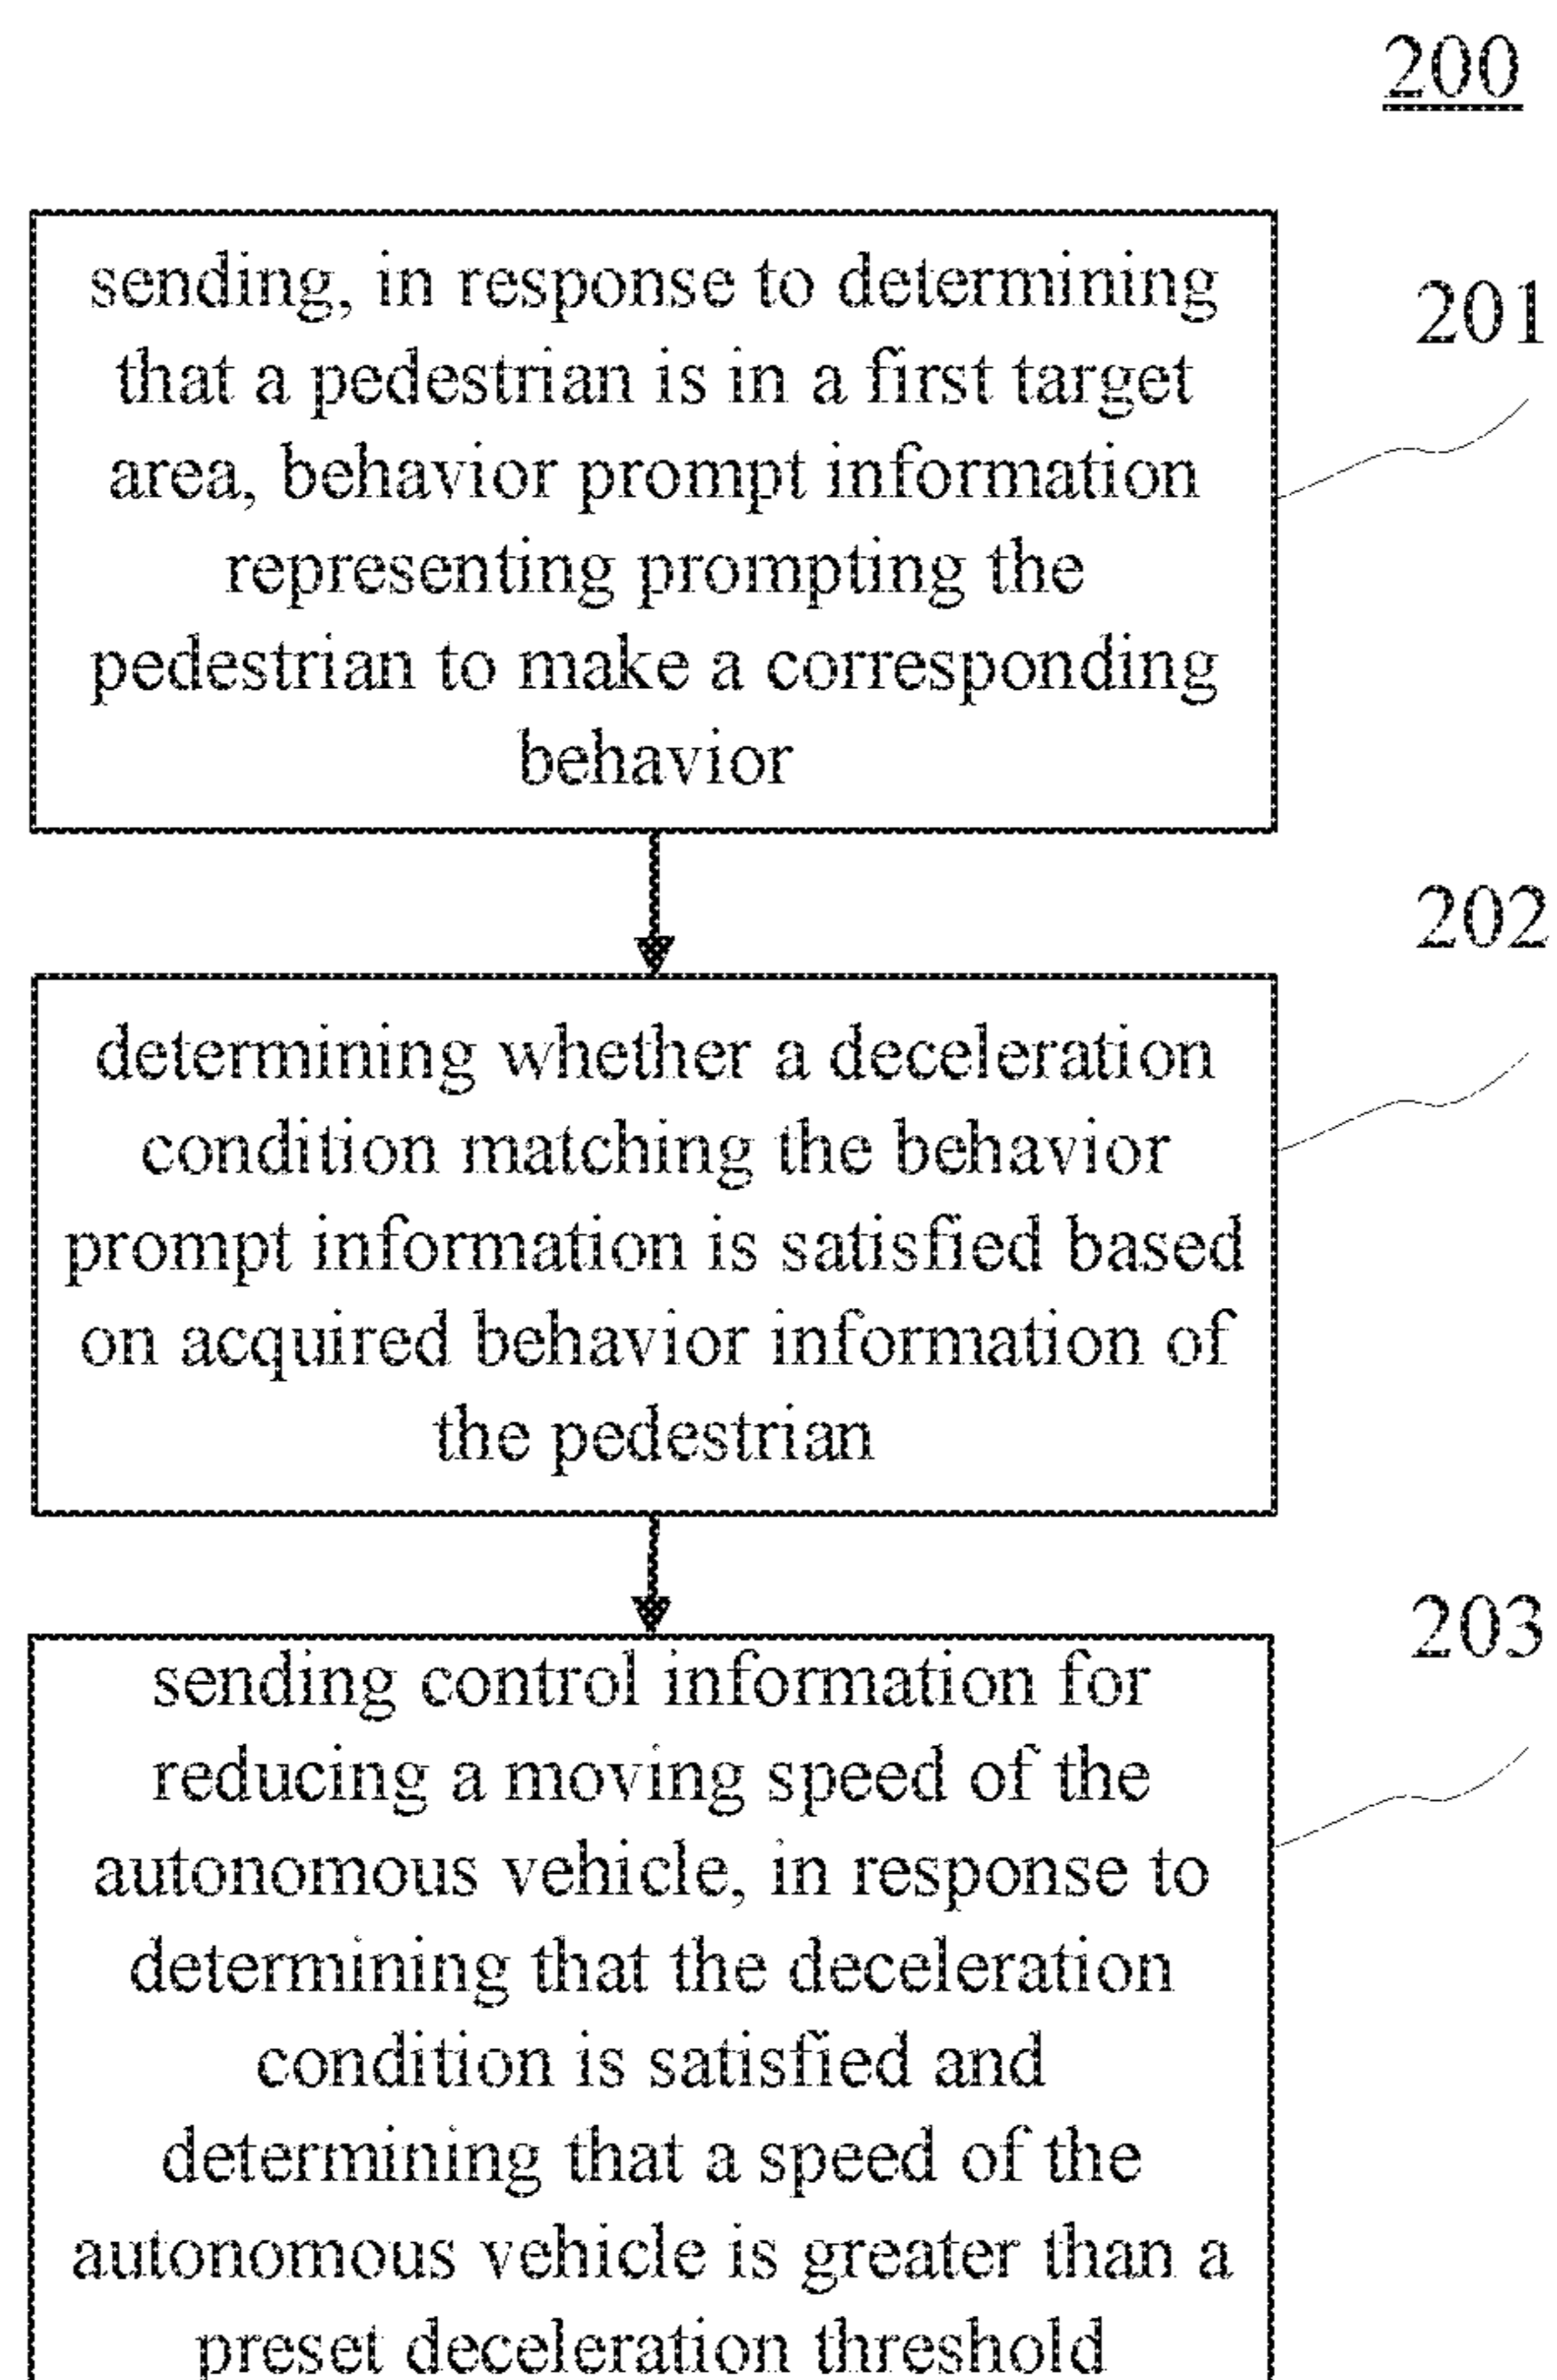 200
sending, in response to determining
that a pedestrian is in a first target
area, behavior prompt information
representing prompting the
pedestrian to make a corresponding
behavior
201
determining whether a deceleration
condition matching the behavior
prompt information is satisfied based
on acquired behavior information of
the pedestrian
202
sending control information for
reducing a moving speed of the
autonomous vehicle, in response to
determining that the deceleration
condition is satisfied and
determining that a speed of the
autonomous vehicle is greater than a
preset deceleration threshold
203